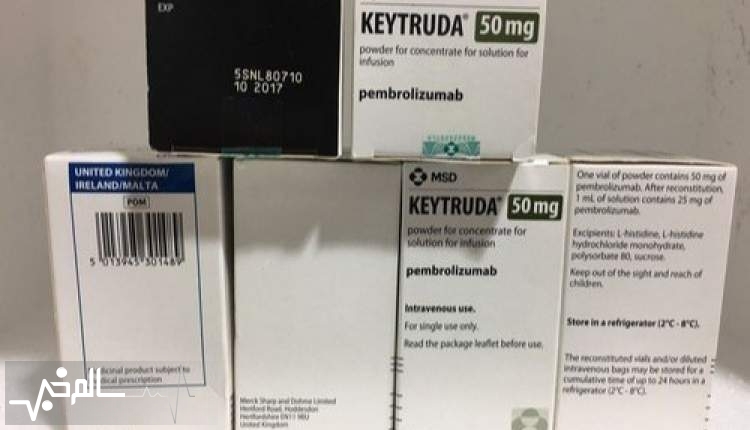 EXP
5SNL80710
10 2017
KEYTRUDA® 50 mg
powder for concentrate for solution for
infusion
pembrolizumab
UNITED KINGDOM/
IRELAND/MALTA
POM
5 013945 301489
icinal product subject to
dical prescription
Merck Sharp and Dohme Limited
Hertford Road, Hoddesdon
Hertfordshire EN11 9BU
United Kingdom
MSD
KEYTRUDA® 50 mg
powder for concentrate for
solution for infusion
pembrolizumab
Intravenous use.
For single use only.
Read the package leaflet before use.
One vial of powder contains 50 mg of
pembrolizumab. After reconstitution,
1 mL of solution contains 25 mg of
pembrolizumab.
Excipients: L-histidine, L-histidine
hydrochloride monohydrate,
polysorbate 80, sucrose.
Keep out of the sight and reach of
children.
Store in a refrigerator (2°C - 8°C).
The reconstituted vials and/or diluted
intravenous bags may be stored for a
cumulative time of up to 24 hours in a
refrigerator (2°C - 8°C).
سالم خبر